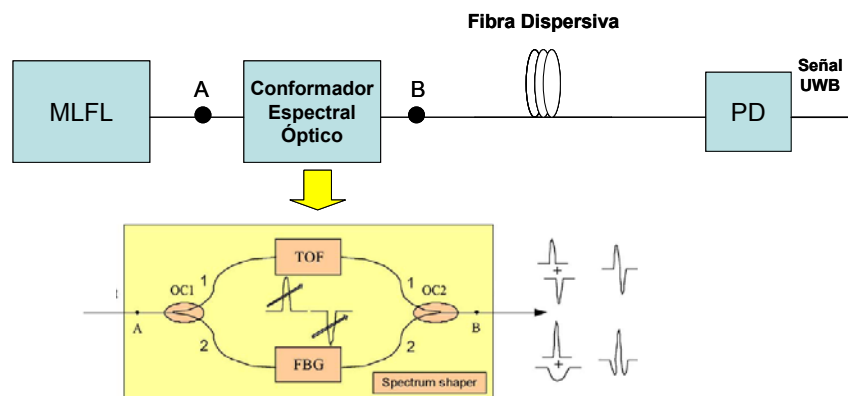 Fibra Dispersiva
Señal
UWB
MLFL
A
Conformador
Espectral
Óptico
B
PD
TOF
1
1
OC1
OC2
A
B
2
2
FBG
Spectrum shaper